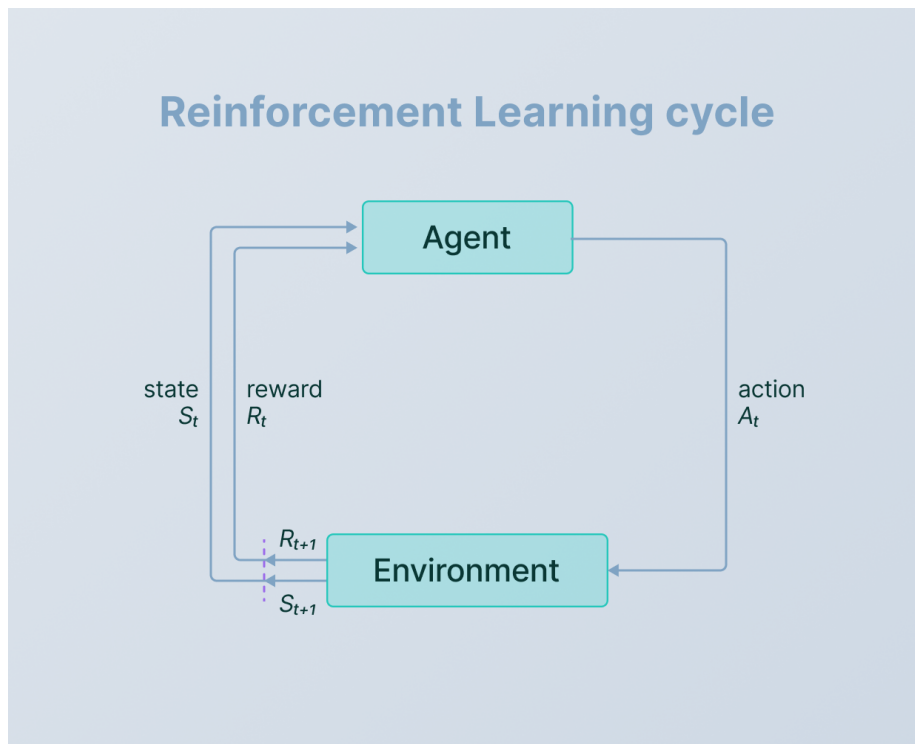 Reinforcement Learning cycle
Agent
state
Sₜ
reward
Rₜ
action
Aₜ
Rₜ₊₁
Environment
Sₜ₊₁